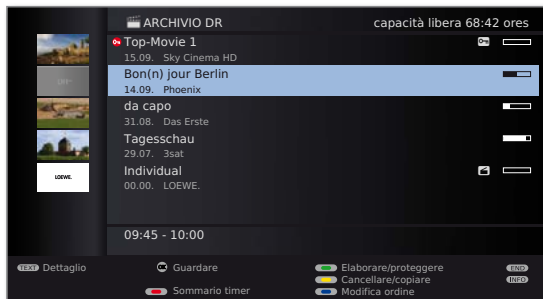 ARCHIVIO DR capacità libera 68:42 ores
Top-Movie 1
15.09. Sky Cinema HD
Bon(n) jour Berlin
14.09. Phoenix
da capo
31.08. Das Erste
Tagesschau
29.07. 3sat
Individual
00.00. LOEWE.
LOEWE.
09:45 - 10:00
TEXT Dettaglio OK Guardare Elaborare/proteggere END
Cancellare/copiare INFO
Sommario timer Modifica ordine